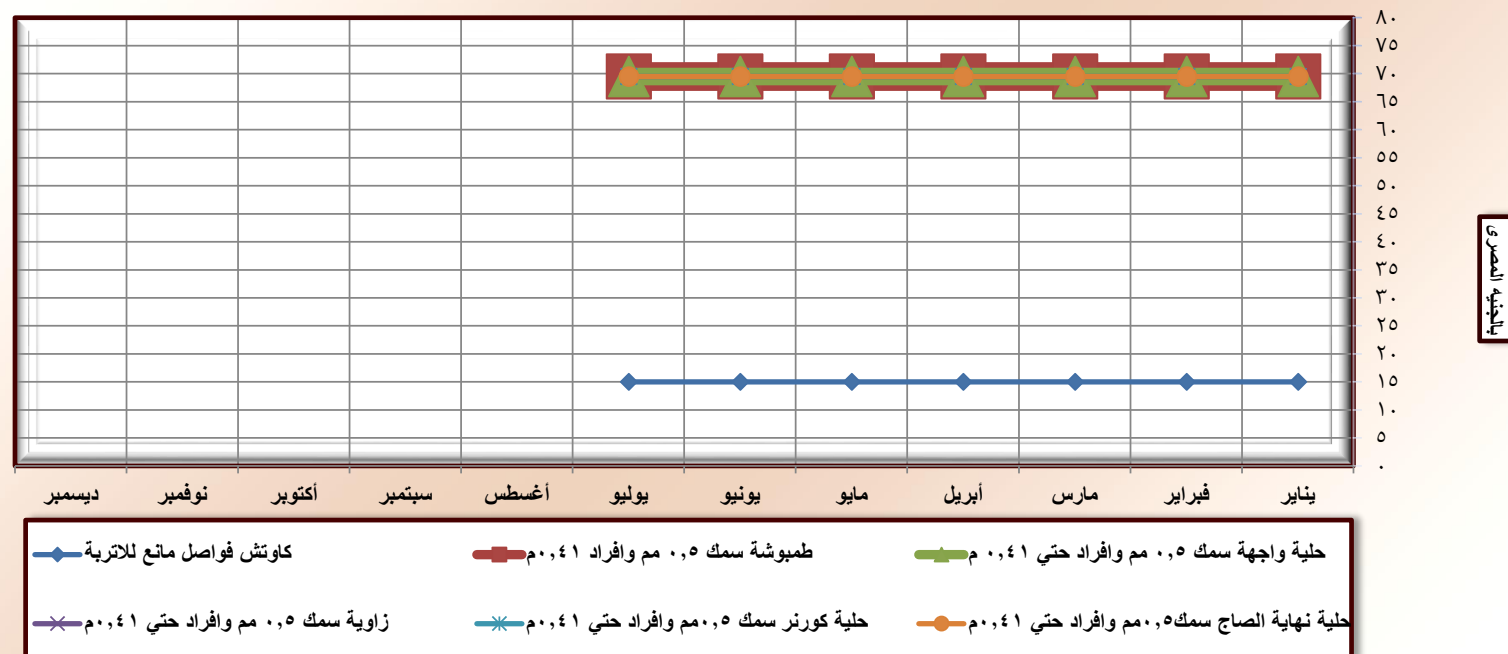 ٨٠
٧٥
٧٠
٦٥
٦٠
٥٥
٥٠
٤٥
٤٠
٣٥
٣٠
٢٥
٢٠
١٥
١٠
٥
٠
بالجنيه المصرى
يناير فبراير مارس أبريل مايو يونيو يوليو أغسطس سبتمبر أكتوبر نوفمبر ديسمبر
حلية واجهة سمك ٠,٥ مم وافراد حتي ٠,٤١ م
طمبوشة سمك ٠,٥ مم وافراد ٠,٤١م
كاوتش فواصل مانع للاتربة
حلية نهاية الصاج سمك٠,٥مم وافراد حتي ٠,٤١م
حلية كورنر سمك ٠,٥مم وافراد حتي ٠,٤١م
زاوية سمك ٠,٥ مم وافراد حتي ٠,٤١م